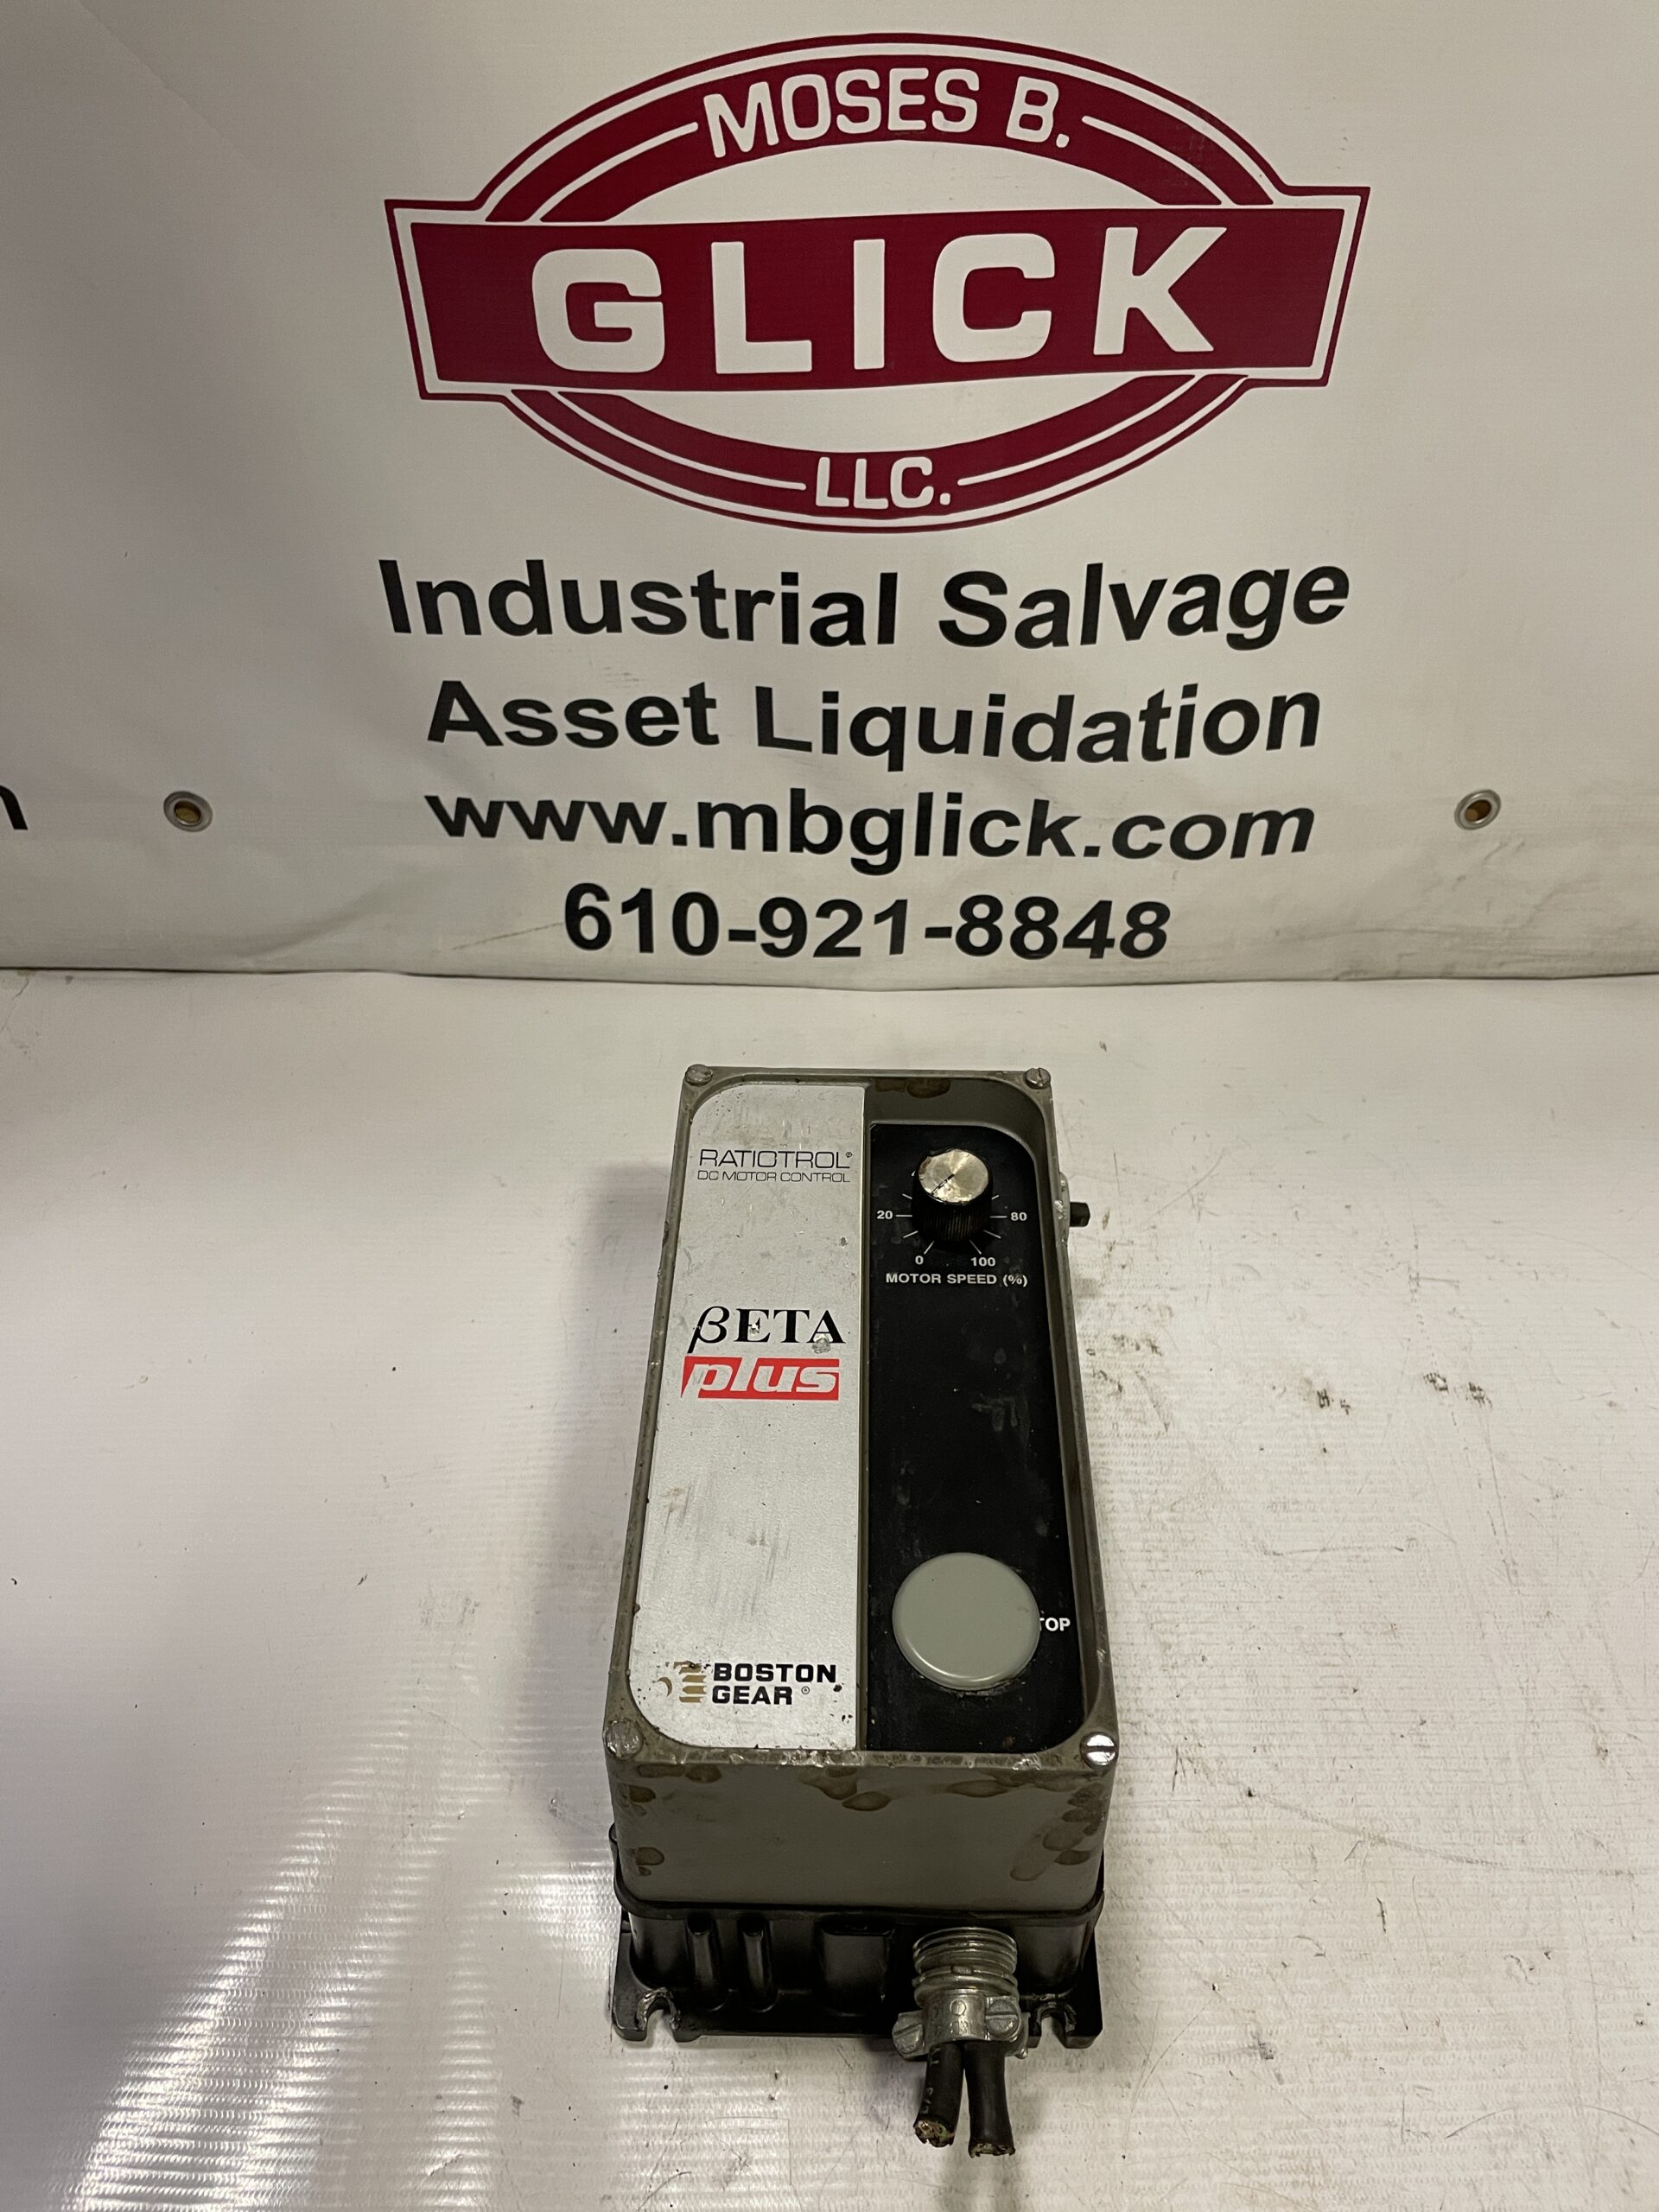 MOSES B.
GLICK
LLC.
Industrial Salvage
Asset Liquidation
www.mbglick.com
610-921-8848
RATIOTROL®
DC MOTOR CONTROL
20
80
0
100
MOTOR SPEED (%)
βETA
plus
TOP
BOSTON
GEAR®